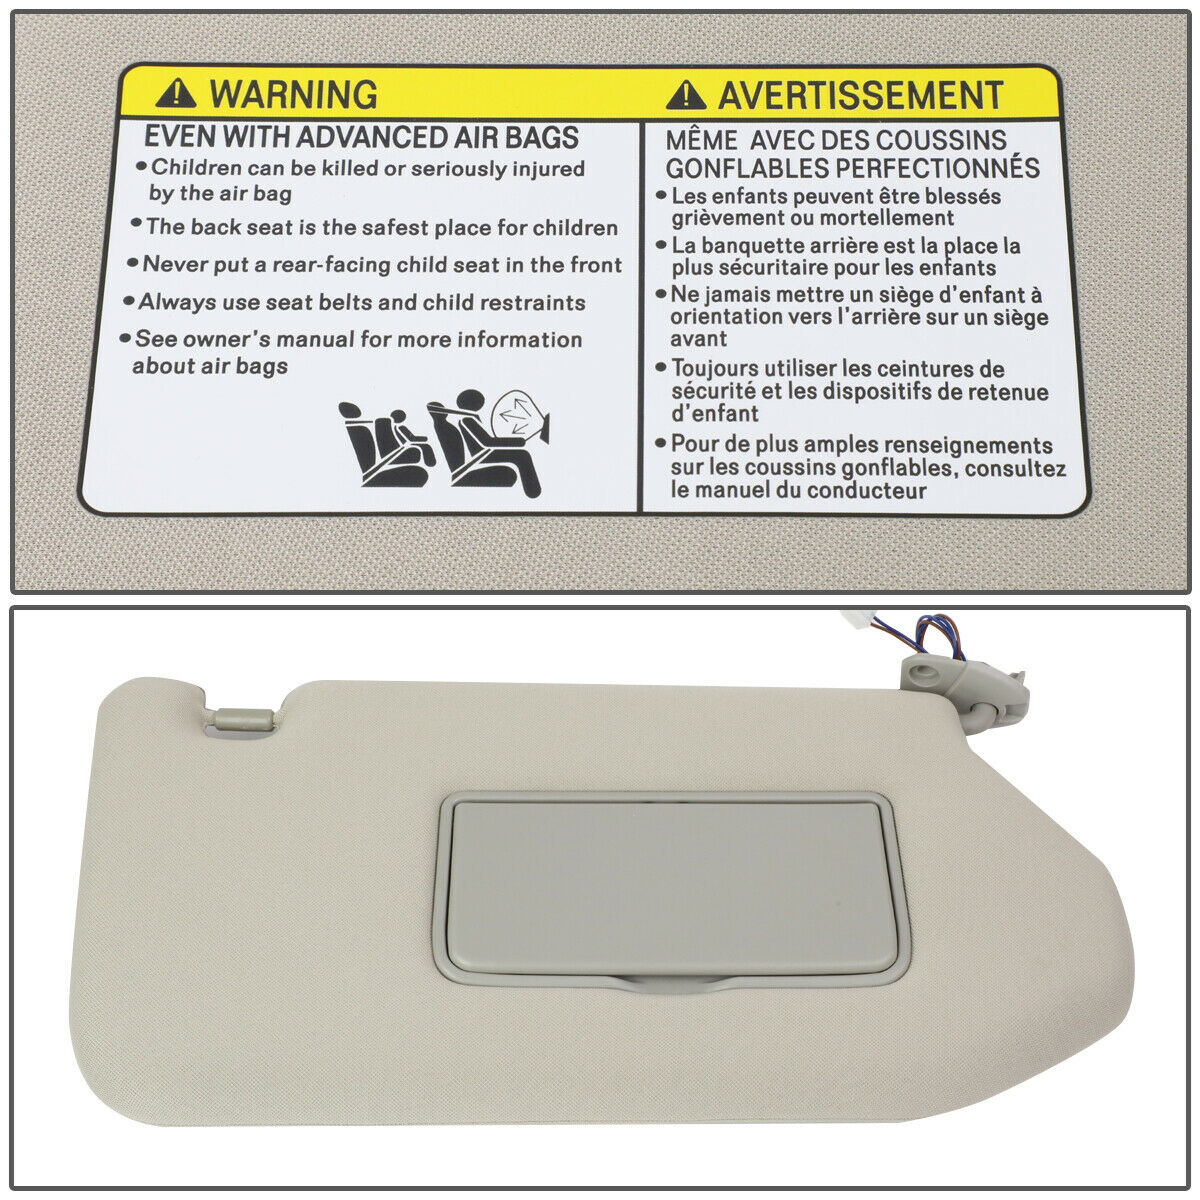 WARNING
EVEN WITH ADVANCED AIR BAGS
•Children can be killed or seriously injured
by the air bag
•The back seat is the safest place for children
•Never put a rear-facing child seat in the front
•Always use seat belts and child restraints
•See owner's manual for more information
about air bags
AVERTISSEMENT
MÊME AVEC DES COUSSINS
GONFLABLES PERFECTIONNÉS
•Les enfants peuvent être blessés
grièvement ou mortellement
•La banquette arrière est la place la
plus sécuritaire pour les enfants
•Ne jamais mettre un siège d'enfant à
orientation vers l'arrière sur un siège
avant
•Toujours utiliser les ceintures de
sécurité et les dispositifs de retenue
d'enfant
•Pour de plus amples renseignements
sur les coussins gonflables, consultez
le manuel du conducteur